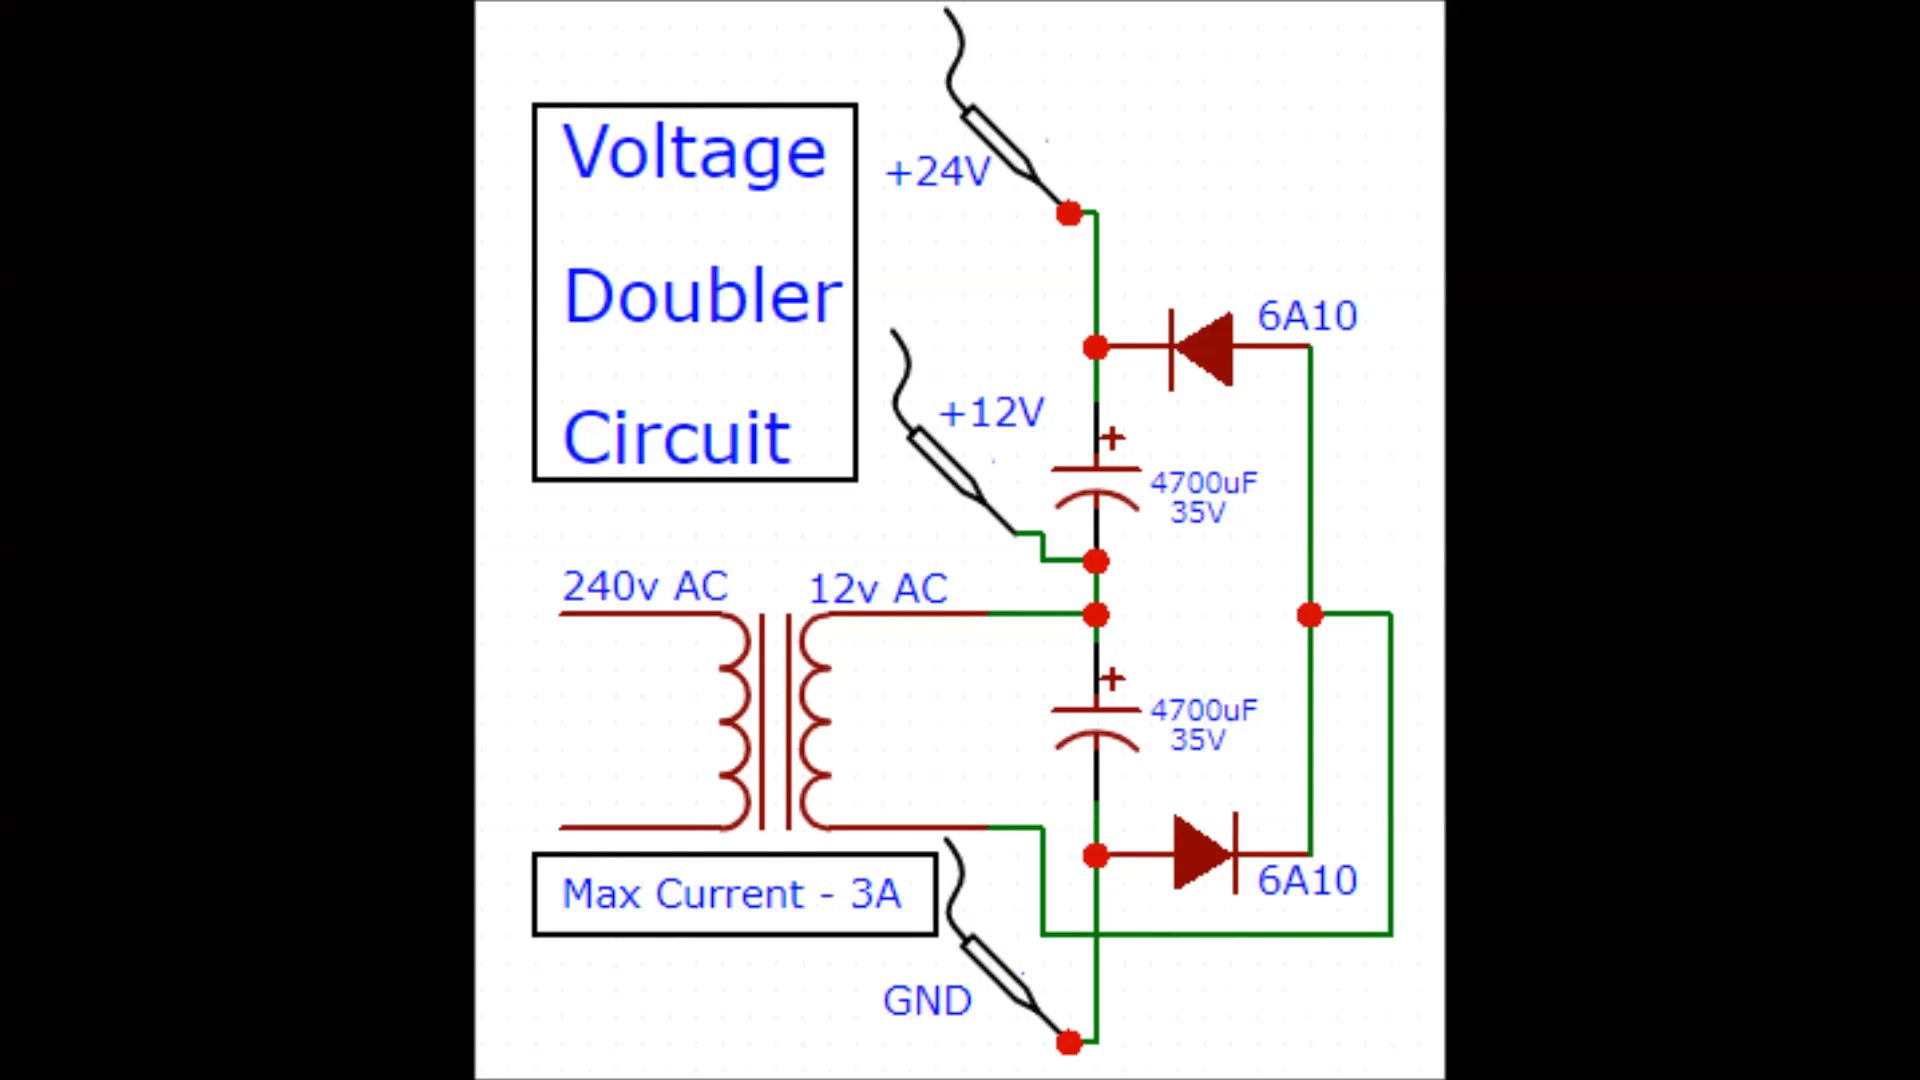 Voltage
Doubler
Circuit
+24V
6A10
+12V
+
4700uF
35V
240v AC
12v AC
+
4700uF
35V
6A10
Max Current - 3A
GND